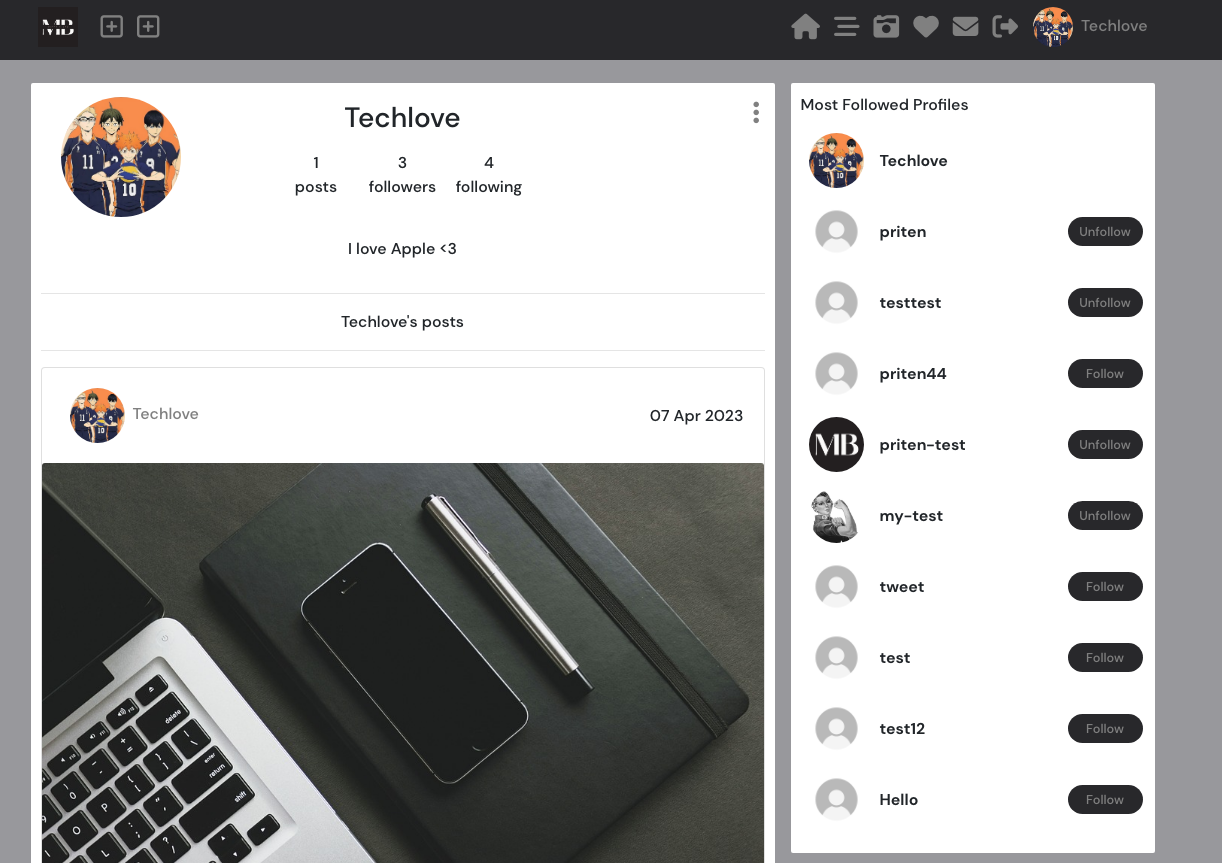 MB
Techlove
Techlove
1
posts
3
followers
4
following
I love Apple <3
Techlove's posts
Techlove
07 Apr 2023
delete
enter
return
shift
P
O
Most Followed Profiles
Techlove
priten
Unfollow
testtest
Unfollow
priten44
Follow
MB
priten-test
Unfollow
my-test
Unfollow
tweet
Follow
test
Follow
test12
Follow
Hello
Follow